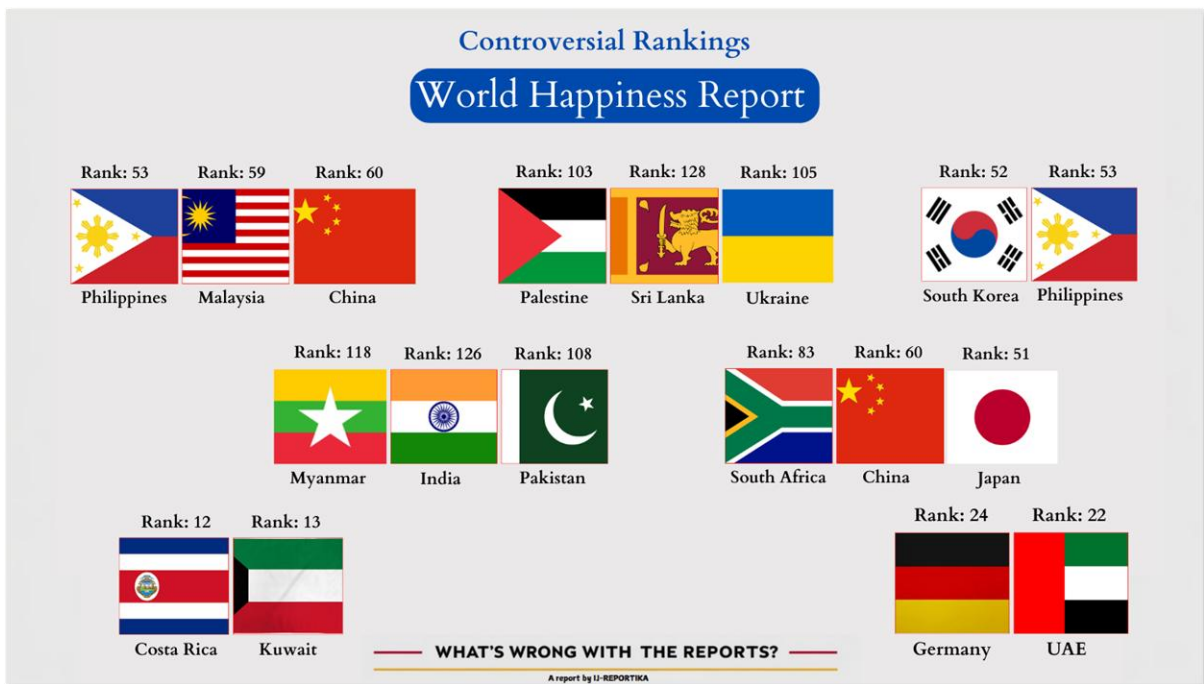 Controversial Rankings
World Happiness Report
Rank: 53 Rank: 59 Rank: 60
Philippines Malaysia China
Rank: 103 Rank: 128 Rank: 105
Palestine Sri Lanka Ukraine
Rank: 52 Rank: 53
South Korea Philippines
Rank: 118 Rank: 126 Rank: 108
Myanmar India Pakistan
Rank: 83 Rank: 60 Rank: 51
South Africa China Japan
Rank: 12 Rank: 13
Costa Rica Kuwait
Rank: 24 Rank: 22
Germany UAE
WHAT'S WRONG WITH THE REPORTS?
A report by IJ-REPORTIKA